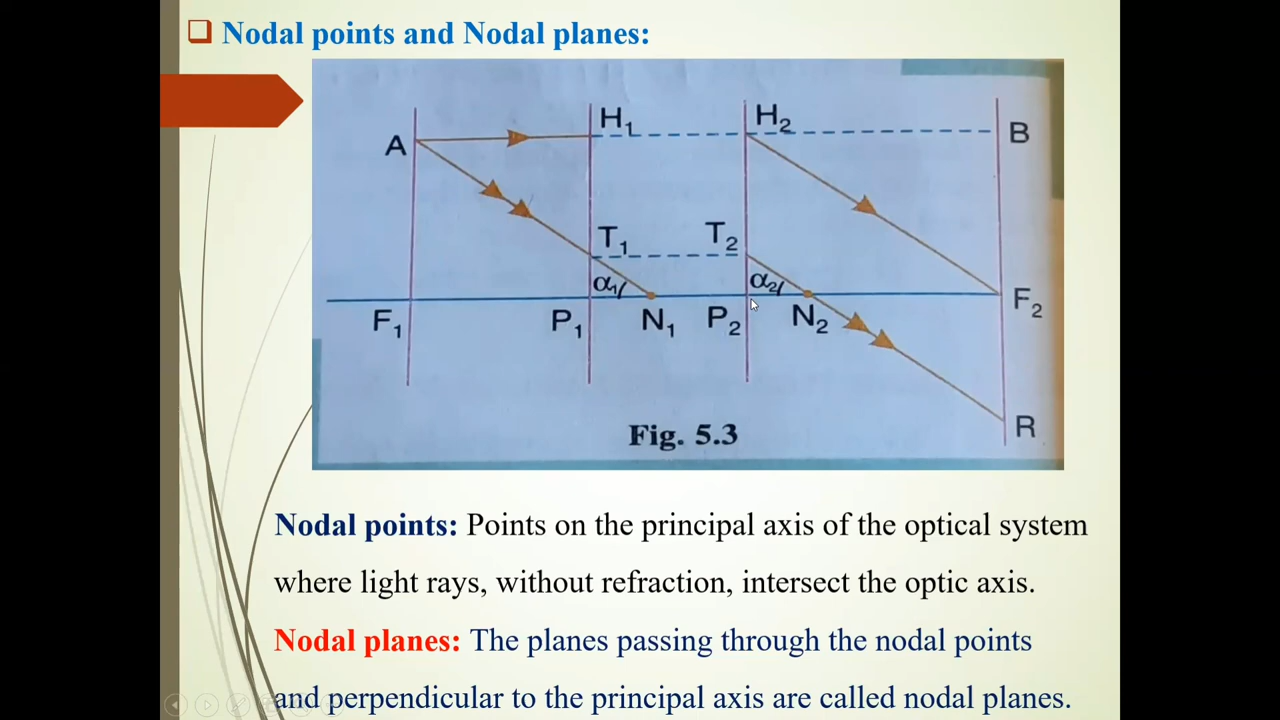 Nodal points and Nodal planes:
A
H₁
H₂
B
T₁
T₂
α₁
α₂
F₁
P₁
N₁
P₂
N₂
F₂
R
Fig. 5.3
Nodal points: Points on the principal axis of the optical system
where light rays, without refraction, intersect the optic axis.
Nodal planes: The planes passing through the nodal points
and perpendicular to the principal axis are called nodal planes.